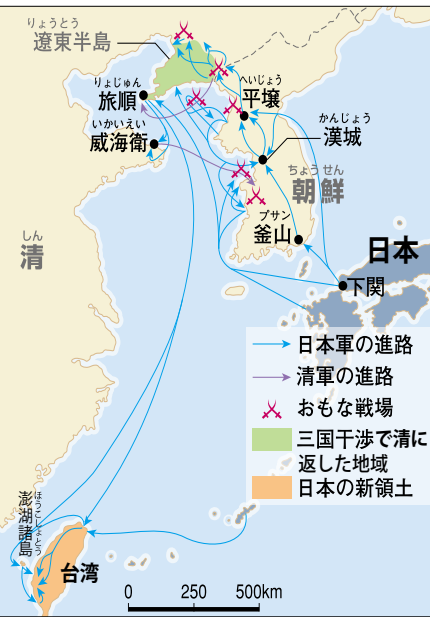 りょうとう
遼東半島
りょじゅん
旅順
いかいえい
威海衛
へいじょう
平壌
かんじょう
漢城
ちょうせん
朝鮮
プサン
釜山
しん
清
日本
下関
日本軍の進路
清軍の進路
おもな戦場
三国干渉で清に
返した地域
日本の新領土
ほうこしょとう
澎湖諸島
台湾
0 250 500km